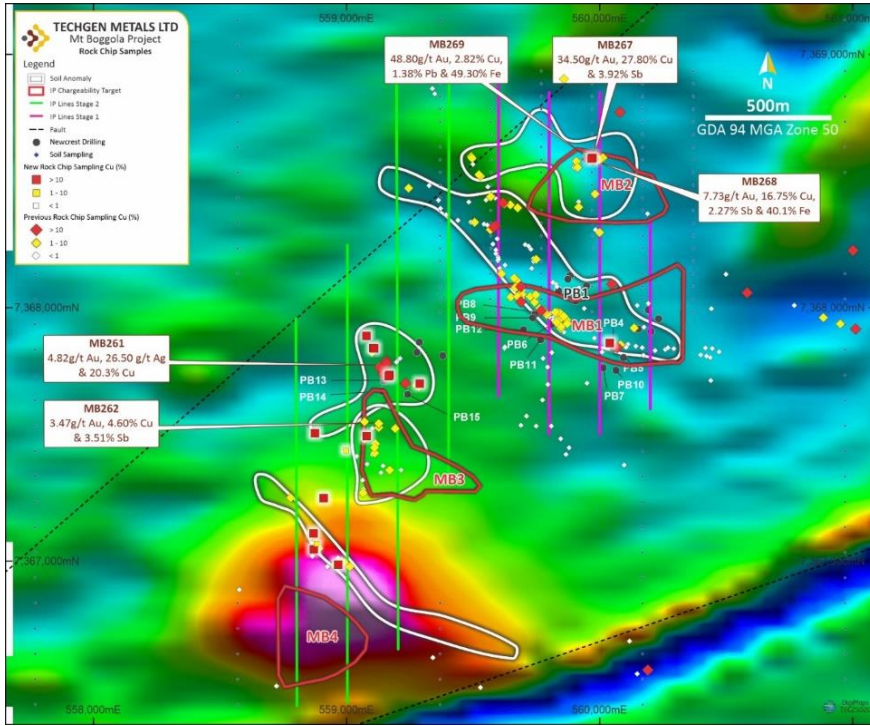 TECHGEN METALS LTD
Mt Boggola Project
Rock Chip Samples
Legend
Soil Anomaly
IP Chargeability Target
IP Lines Stage 2
IP Lines Stage 1
Fault
Newcrest Drilling
Soil Sampling
New Rock Chip Sampling Cu (%)
> 10
1 - 10
< 1
Previous Rock Chip Sampling Cu (%)
> 10
1 - 10
< 1
559,000mE
560,000mE
7,369,000mN
MB269
48.80g/t Au, 2.82% Cu,
1.38% Pb & 49.30% Fe
MB267
34.50g/t Au, 27.80% Cu
& 3.92% Sb
N
500m
GDA 94 MGA Zone 50
MB2
MB268
7.73g/t Au, 16.75% Cu,
2.27% Sb & 40.1% Fe
7,368,000mN
7,368,000mN
PB1
PB8
PB9
PB12
MB1
PB4
PB6
PB11
PB5
PB10
PB7
MB261
4.82g/t Au, 26.50 g/t Ag
& 20.3% Cu
PB13
PB14
PB15
MB262
3.47g/t Au, 4.60% Cu
& 3.51% Sb
MB3
7,367,000mN
7,367,000mN
MB4
558,000mE
559,000mE
560,000mE